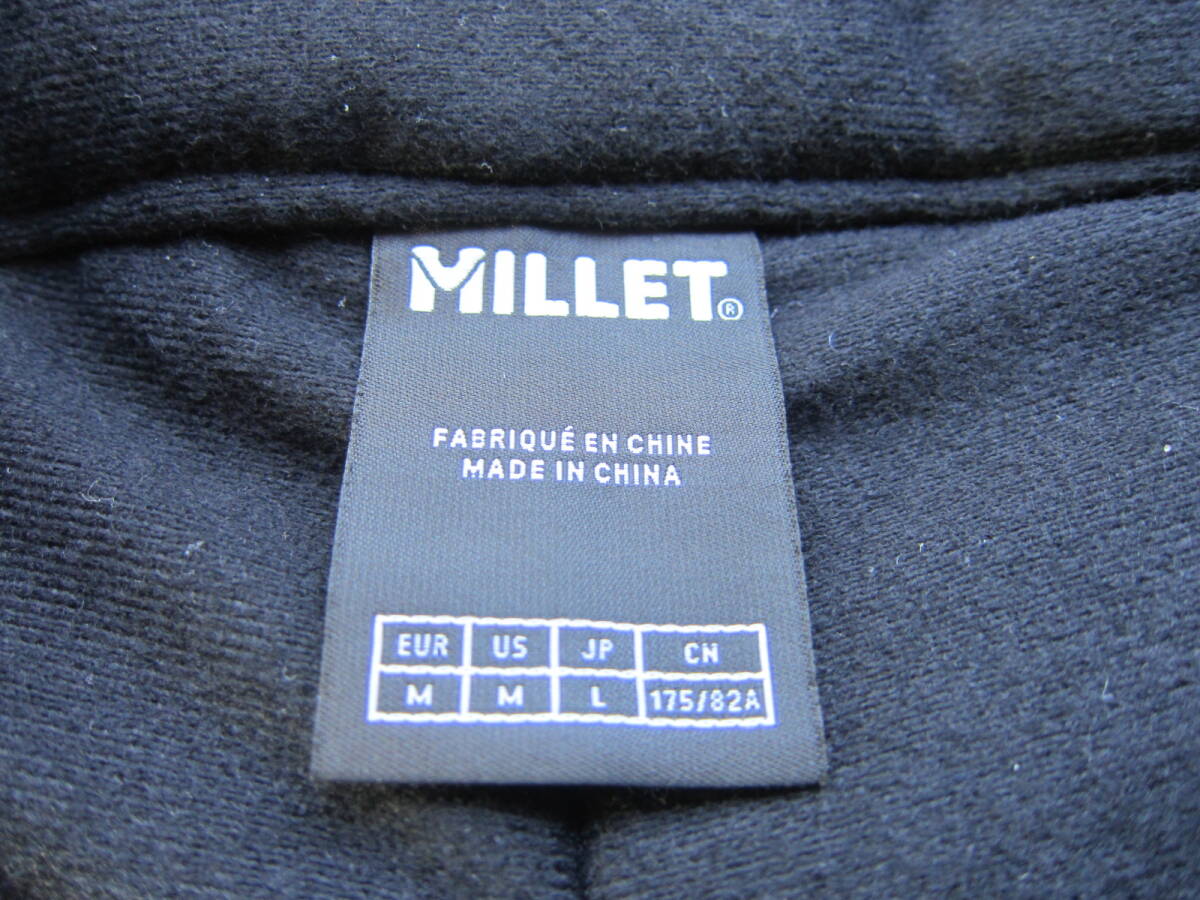 MILLET®
FABRIQUÉ EN CHINE
MADE IN CHINA
EUR US JP CN
M M L 175/82A